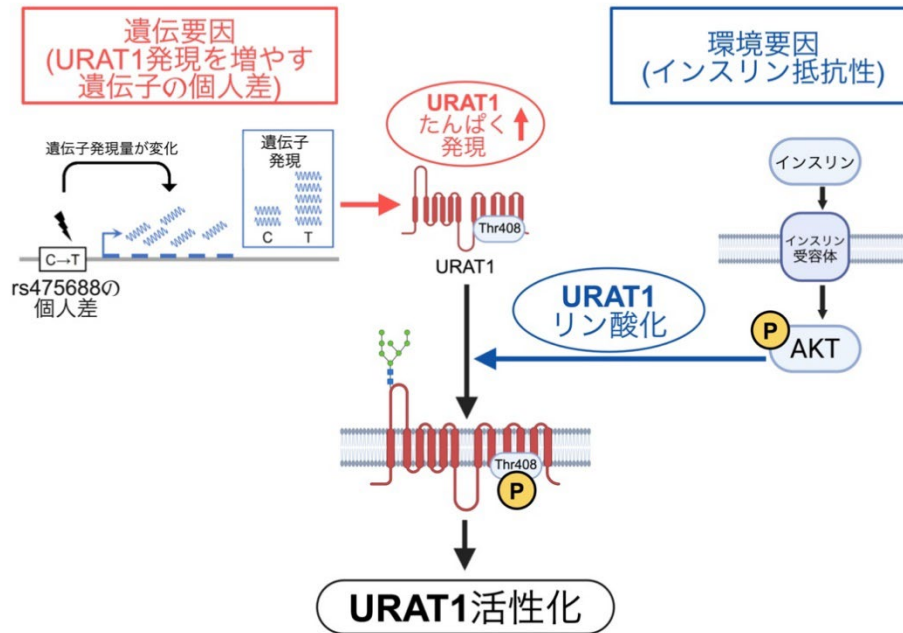 遺伝要因
(URAT1発現を増やす
遺伝子の個人差)
環境要因
(インスリン抵抗性)
URAT1
たんぱく
発現
遺伝子発現量が変化
遺伝子
発現
C
T
C→T
rs475688の
個人差
Thr408
URAT1
インスリン
インスリン
受容体
P
AKT
URAT1
リン酸化
Thr408
P
URAT1活性化